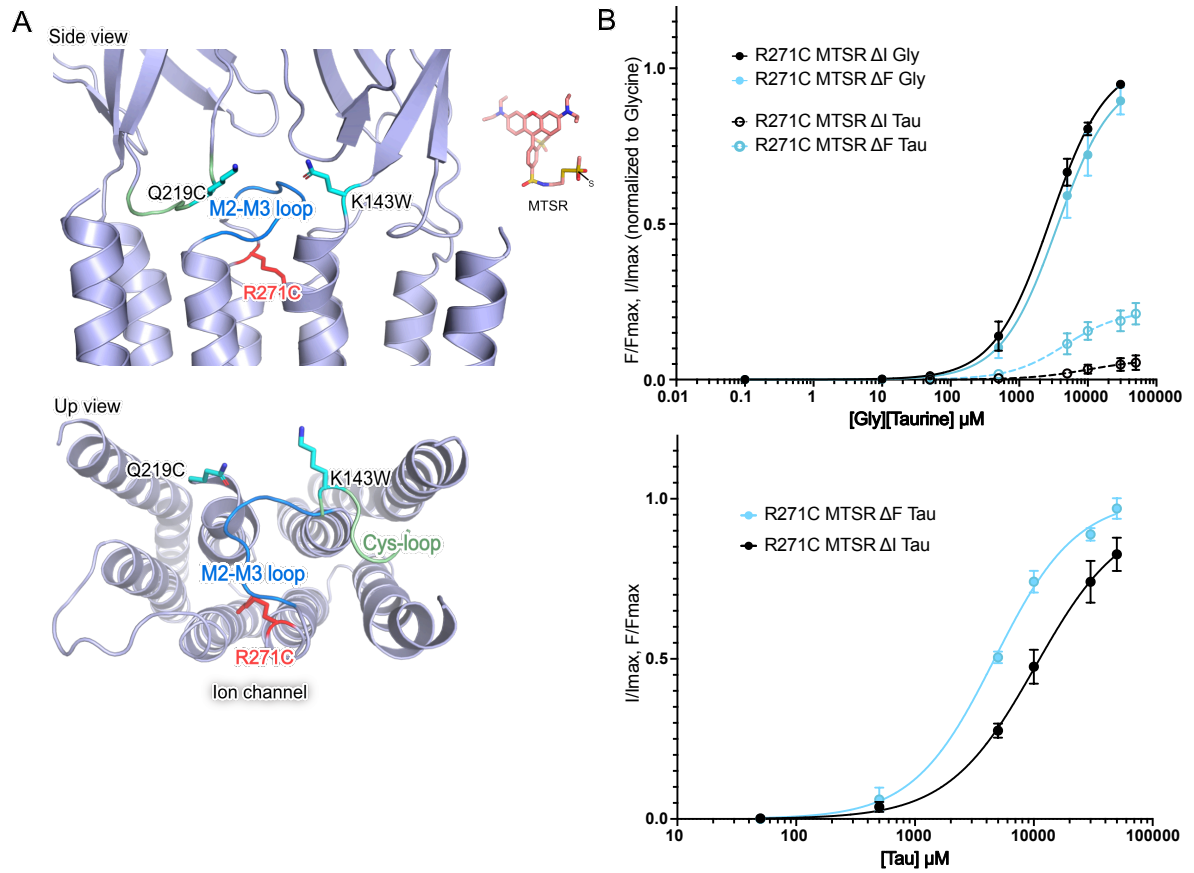 A
Side view
Q219C
M2-M3 loop
K143W
R271C
S
MTSR
Up view
Q219C
K143W
Cys-loop
M2-M3 loop
R271C
Ion channel
B
R271C MTSR ΔI Gly
R271C MTSR ΔF Gly
R271C MTSR ΔI Tau
R271C MTSR ΔF Tau
F/Fmax, I/Imax (normalized to Glycine)
1.0
0.5
0.0
0.01 0.1 1 10 100 1000 10000 100000
[Gly][Taurine] µM
R271C MTSR ΔF Tau
R271C MTSR ΔI Tau
I/Imax, F/Fmax
1.0
0.5
0.0
10 100 1000 10000 100000
[Tau] µM